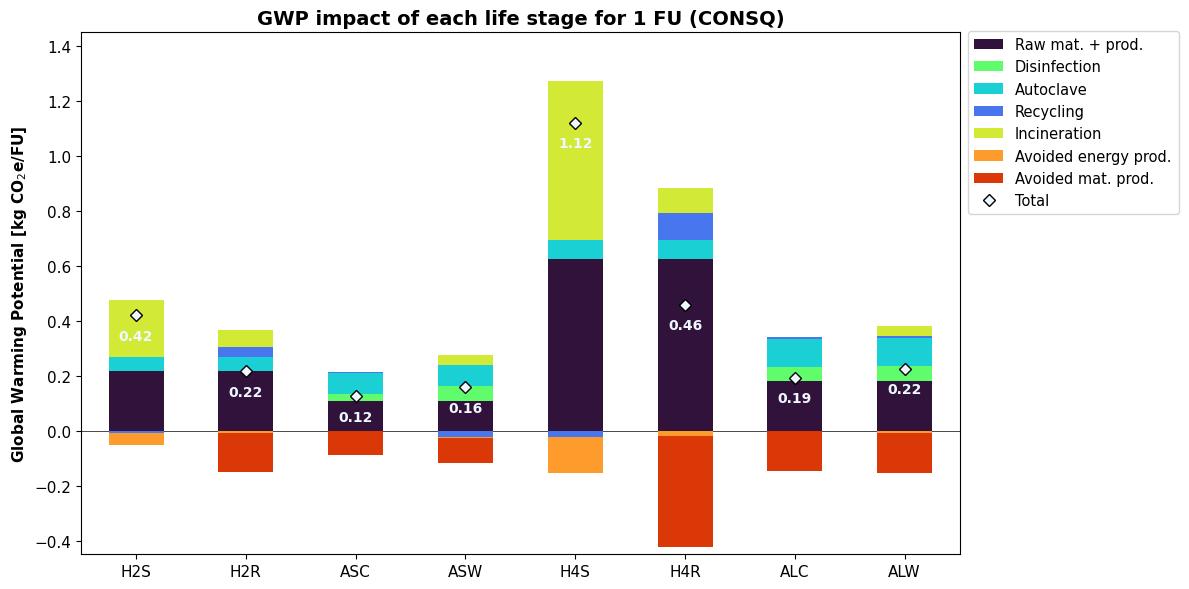 GWP impact of each life stage for 1 FU (CONSQ)
Global Warming Potential [kg CO₂e/FU]
1.4
1.2
1.0
0.8
0.6
0.4
0.2
0.0
−0.2
−0.4
0.42
0.22
0.12
0.16
1.12
0.46
0.19
0.22
H2S
H2R
ASC
ASW
H4S
H4R
ALC
ALW
Raw mat. + prod.
Disinfection
Autoclave
Recycling
Incineration
Avoided energy prod.
Avoided mat. prod.
Total